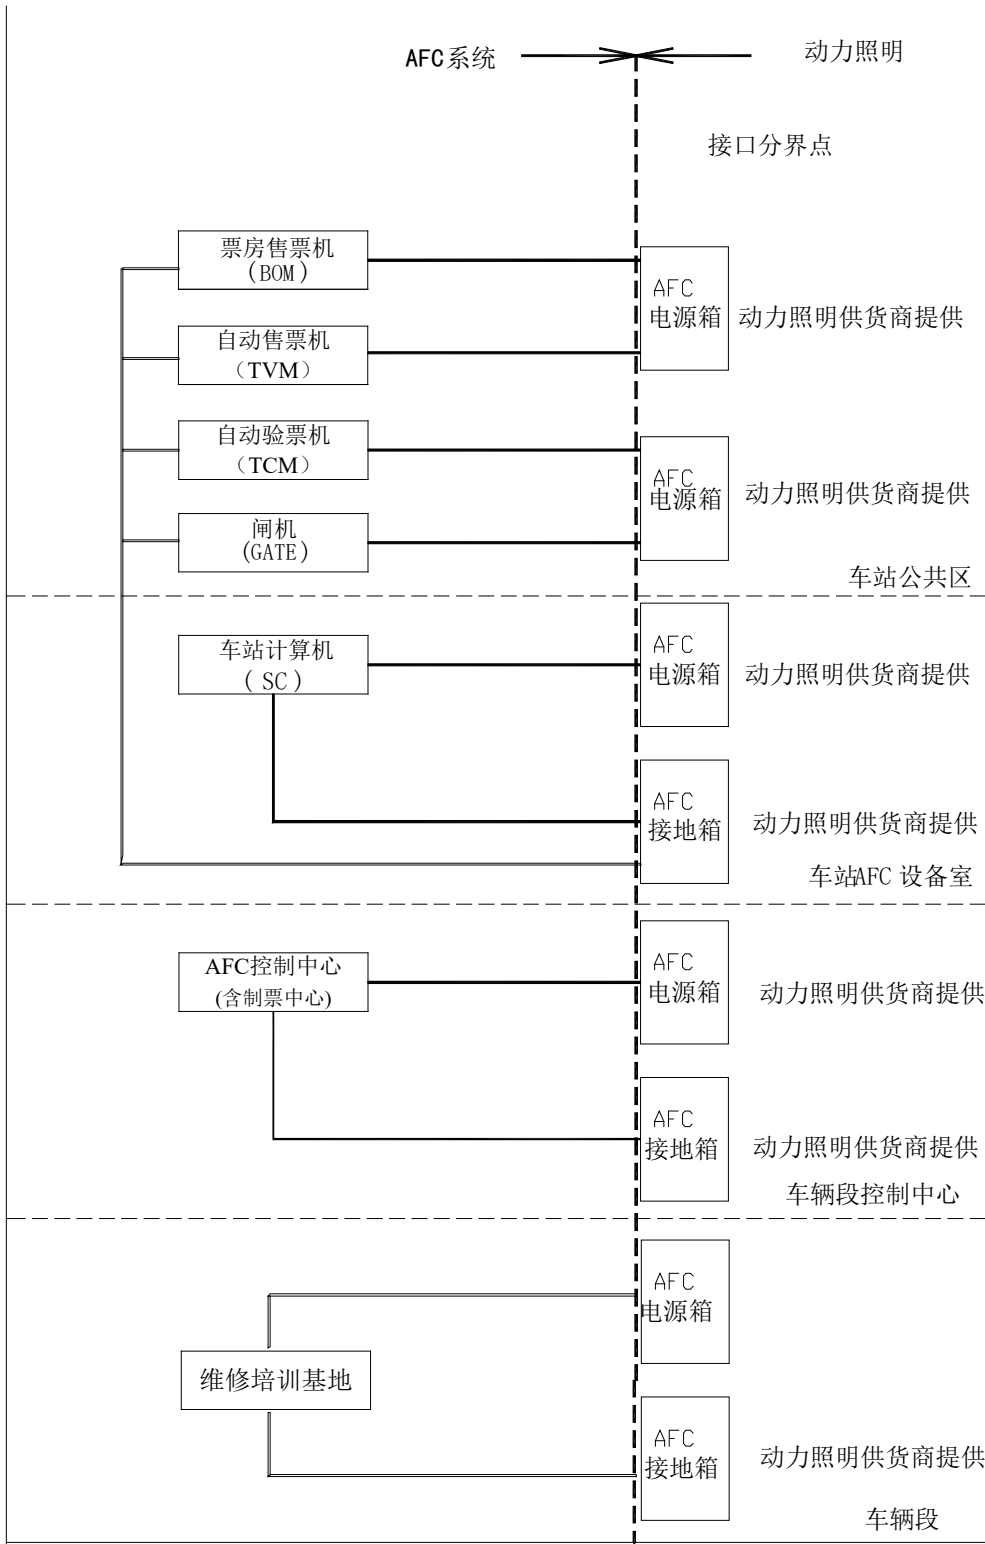 AFC系统
动力照明
接口分界点
票房售票机
(BOM)
AFC
电源箱
动力照明供货商提供
自动售票机
（TVM）
自动验票机
（TCM）
AFC
电源箱
动力照明供货商提供
闸机
(GATE)
车站公共区
车站计算机
( SC )
AFC
电源箱
动力照明供货商提供
AFC
接地箱
动力照明供货商提供
车站AFC 设备室
AFC控制中心
(含制票中心)
AFC
电源箱
动力照明供货商提供
AFC
接地箱
动力照明供货商提供
车辆段控制中心
AFC
电源箱
维修培训基地
AFC
接地箱
动力照明供货商提供
车辆段